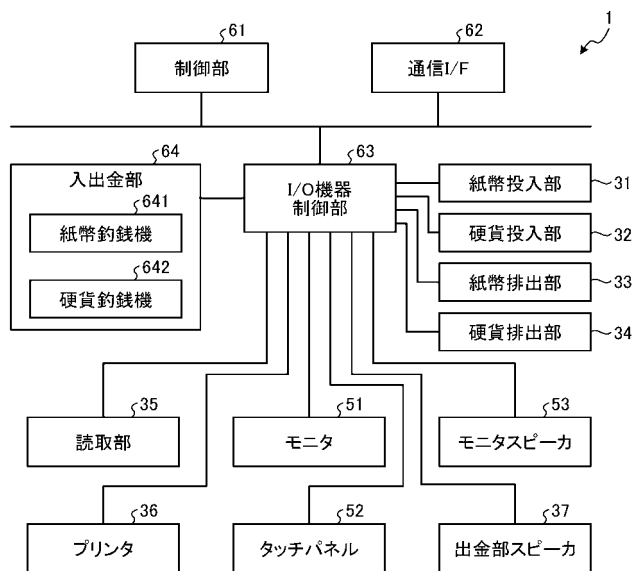 1
61
制御部
62
通信I/F
64
入出金部
641
紙幣釣銭機
642
硬貨釣銭機
63
I/O機器
制御部
紙幣投入部
31
硬貨投入部
32
紙幣排出部
33
硬貨排出部
34
35
読取部
51
モニタ
53
モニタスピーカ
36
プリンタ
52
タッチパネル
37
出金部スピーカ